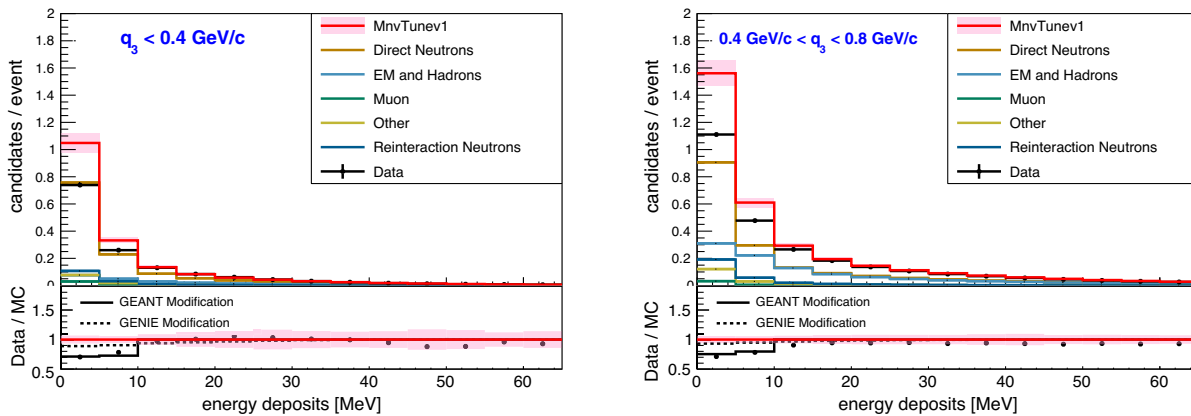 q3 < 0.4 GeV/c
MnvTunev1
Direct Neutrons
EM and Hadrons
Muon
Other
Reinteraction Neutrons
Data
candidates / event
2
1.8
1.6
1.4
1.2
1
0.8
0.6
0.4
0.2
0
GEANT Modification
GENIE Modification
Data / MC
1.5
1
0.5
0 10 20 30 40 50 60
energy deposits [MeV]
0.4 GeV/c < q3 < 0.8 GeV/c
MnvTunev1
Direct Neutrons
EM and Hadrons
Muon
Other
Reinteraction Neutrons
Data
candidates / event
2
1.8
1.6
1.4
1.2
1
0.8
0.6
0.4
0.2
0
GEANT Modification
GENIE Modification
Data / MC
1.5
1
0.5
0 10 20 30 40 50 60
energy deposits [MeV]